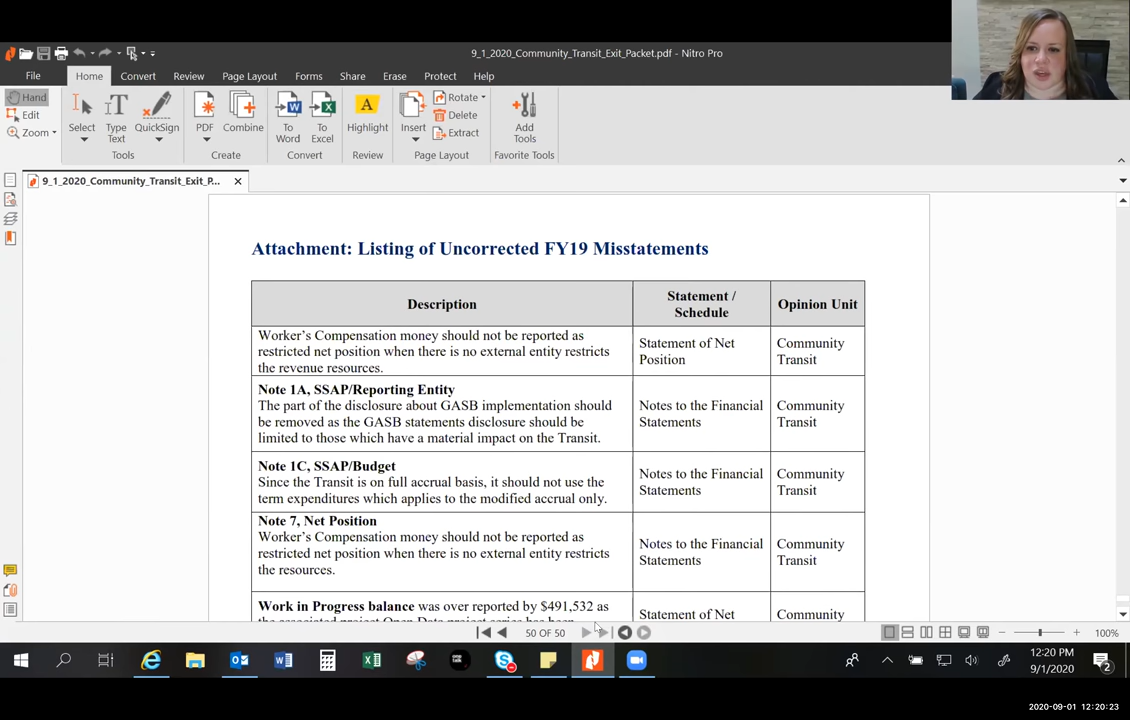 9_1_2020_Community_Transit_Exit_Packet.pdf - Nitro Pro
File Home Convert Review Page Layout Forms Share Erase Protect Help
Hand
Edit
Zoom
Select
Type Text
QuickSign
Tools
PDF
Combine
Create
To Word
To Excel
Convert
Highlight
Review
Insert
Rotate
Delete
Extract
Page Layout
Add Tools
Favorite Tools
9_1_2020_Community_Transit_Exit_P...
Attachment: Listing of Uncorrected FY19 Misstatements
Description
Statement / Schedule
Opinion Unit
Worker's Compensation money should not be reported as
restricted net position when there is no external entity restricts
the revenue resources.
Statement of Net
Position
Community
Transit
Note 1A, SSAP/Reporting Entity
The part of the disclosure about GASB implementation should
be removed as the GASB statements disclosure should be
limited to those which have a material impact on the Transit.
Notes to the Financial
Statements
Community
Transit
Note 1C, SSAP/Budget
Since the Transit is on full accrual basis, it should not use the
term expenditures which applies to the modified accrual only.
Notes to the Financial
Statements
Community
Transit
Note 7, Net Position
Worker's Compensation money should not be reported as
restricted net position when there is no external entity restricts
the resources.
Notes to the Financial
Statements
Community
Transit
Work in Progress balance was over reported by $491,532 as
Statement of Net
Community
50 OF 50
100%
12:20 PM
9/1/2020
2
2020-09-01 12:20:23